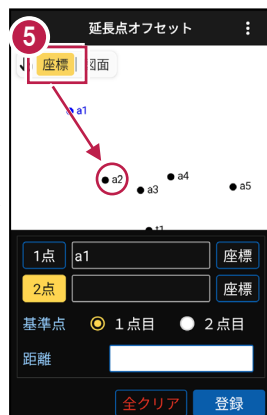 延長点オフセット
5
座標 図面
a1
a2
a3
a4
a5
t1
1点 a1 座標
2点 座標
基準点 1点目 2点目
距離
全クリア 登録